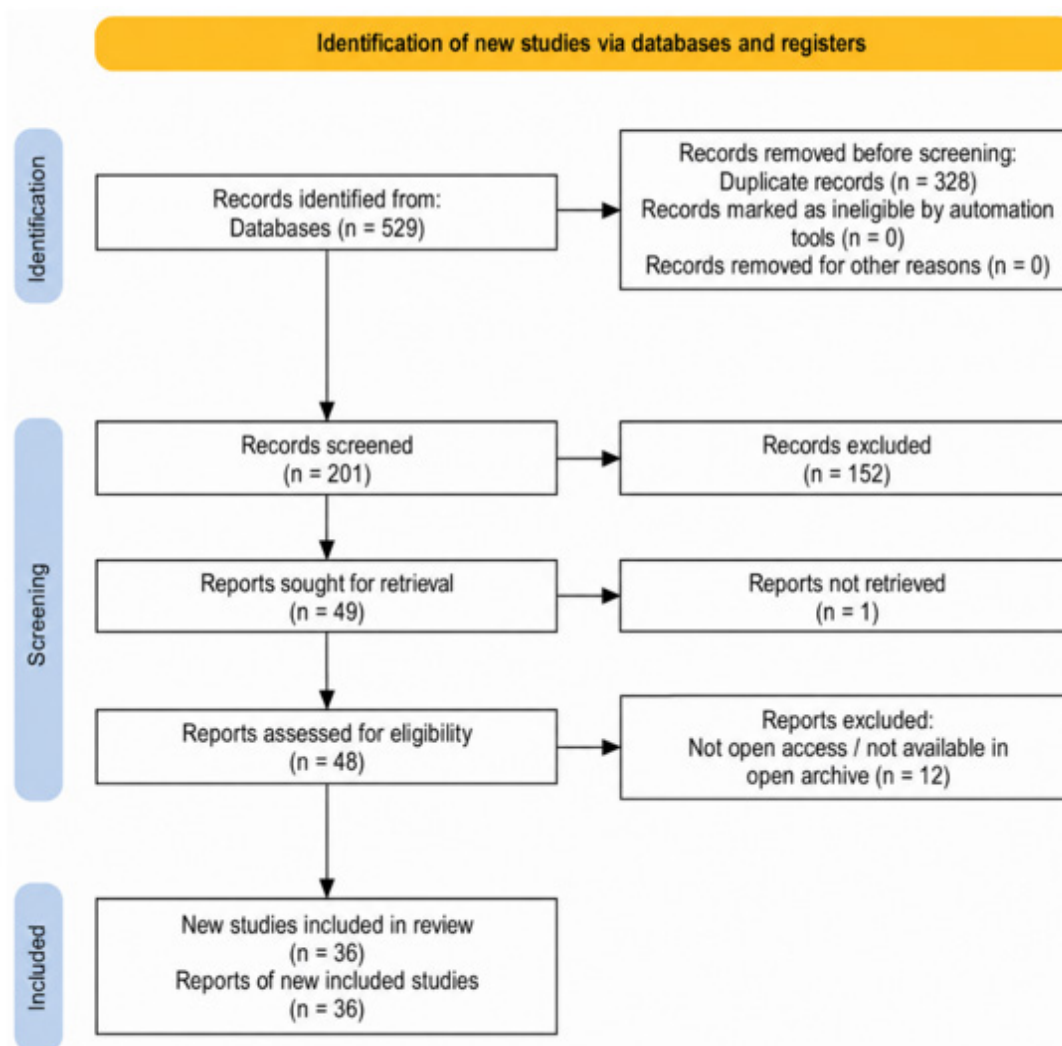 Identification of new studies via databases and registers
Identification
Records identified from:
Databases (n = 529)
Records removed before screening:
Duplicate records (n = 328)
Records marked as ineligible by automation
tools (n = 0)
Records removed for other reasons (n = 0)
Screening
Records screened
(n = 201)
Records excluded
(n = 152)
Reports sought for retrieval
(n = 49)
Reports not retrieved
(n = 1)
Reports assessed for eligibility
(n = 48)
Reports excluded:
Not open access / not available in
open archive (n = 12)
Included
New studies included in review
(n = 36)
Reports of new included studies
(n = 36)